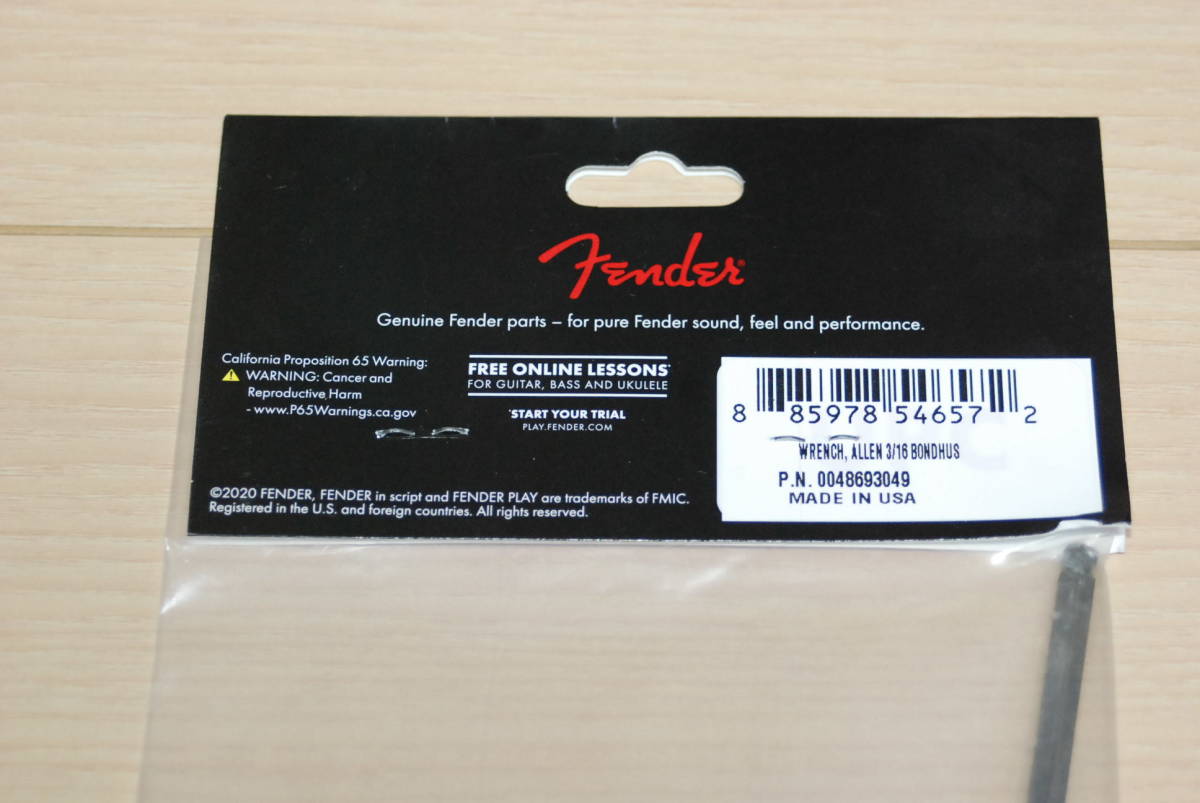 Fender®
Genuine Fender parts – for pure Fender sound, feel and performance.
California Proposition 65 Warning:
WARNING: Cancer and
Reproductive Harm
- www.P65Warnings.ca.gov
FREE ONLINE LESSONS*
FOR GUITAR, BASS AND UKULELE
*START YOUR TRIAL
PLAY.FENDER.COM
©2020 FENDER, FENDER in script and FENDER PLAY are trademarks of FMIC.
Registered in the U.S. and foreign countries. All rights reserved.
8 85978 54657 2
WRENCH, ALLEN 3/16 BONDHUS
P.N. 0048693049
MADE IN USA